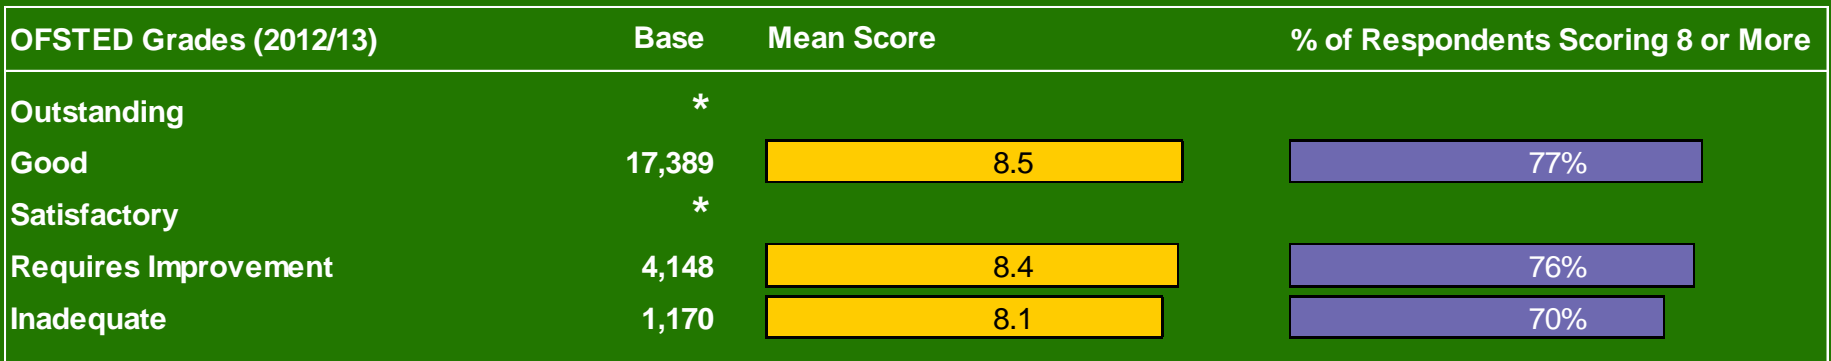 OFSTED Grades (2012/13) Base Mean Score % of Respondents Scoring 8 or More
Outstanding *
Good 17,389 8.5 77%
Satisfactory *
Requires Improvement 4,148 8.4 76%
Inadequate 1,170 8.1 70%